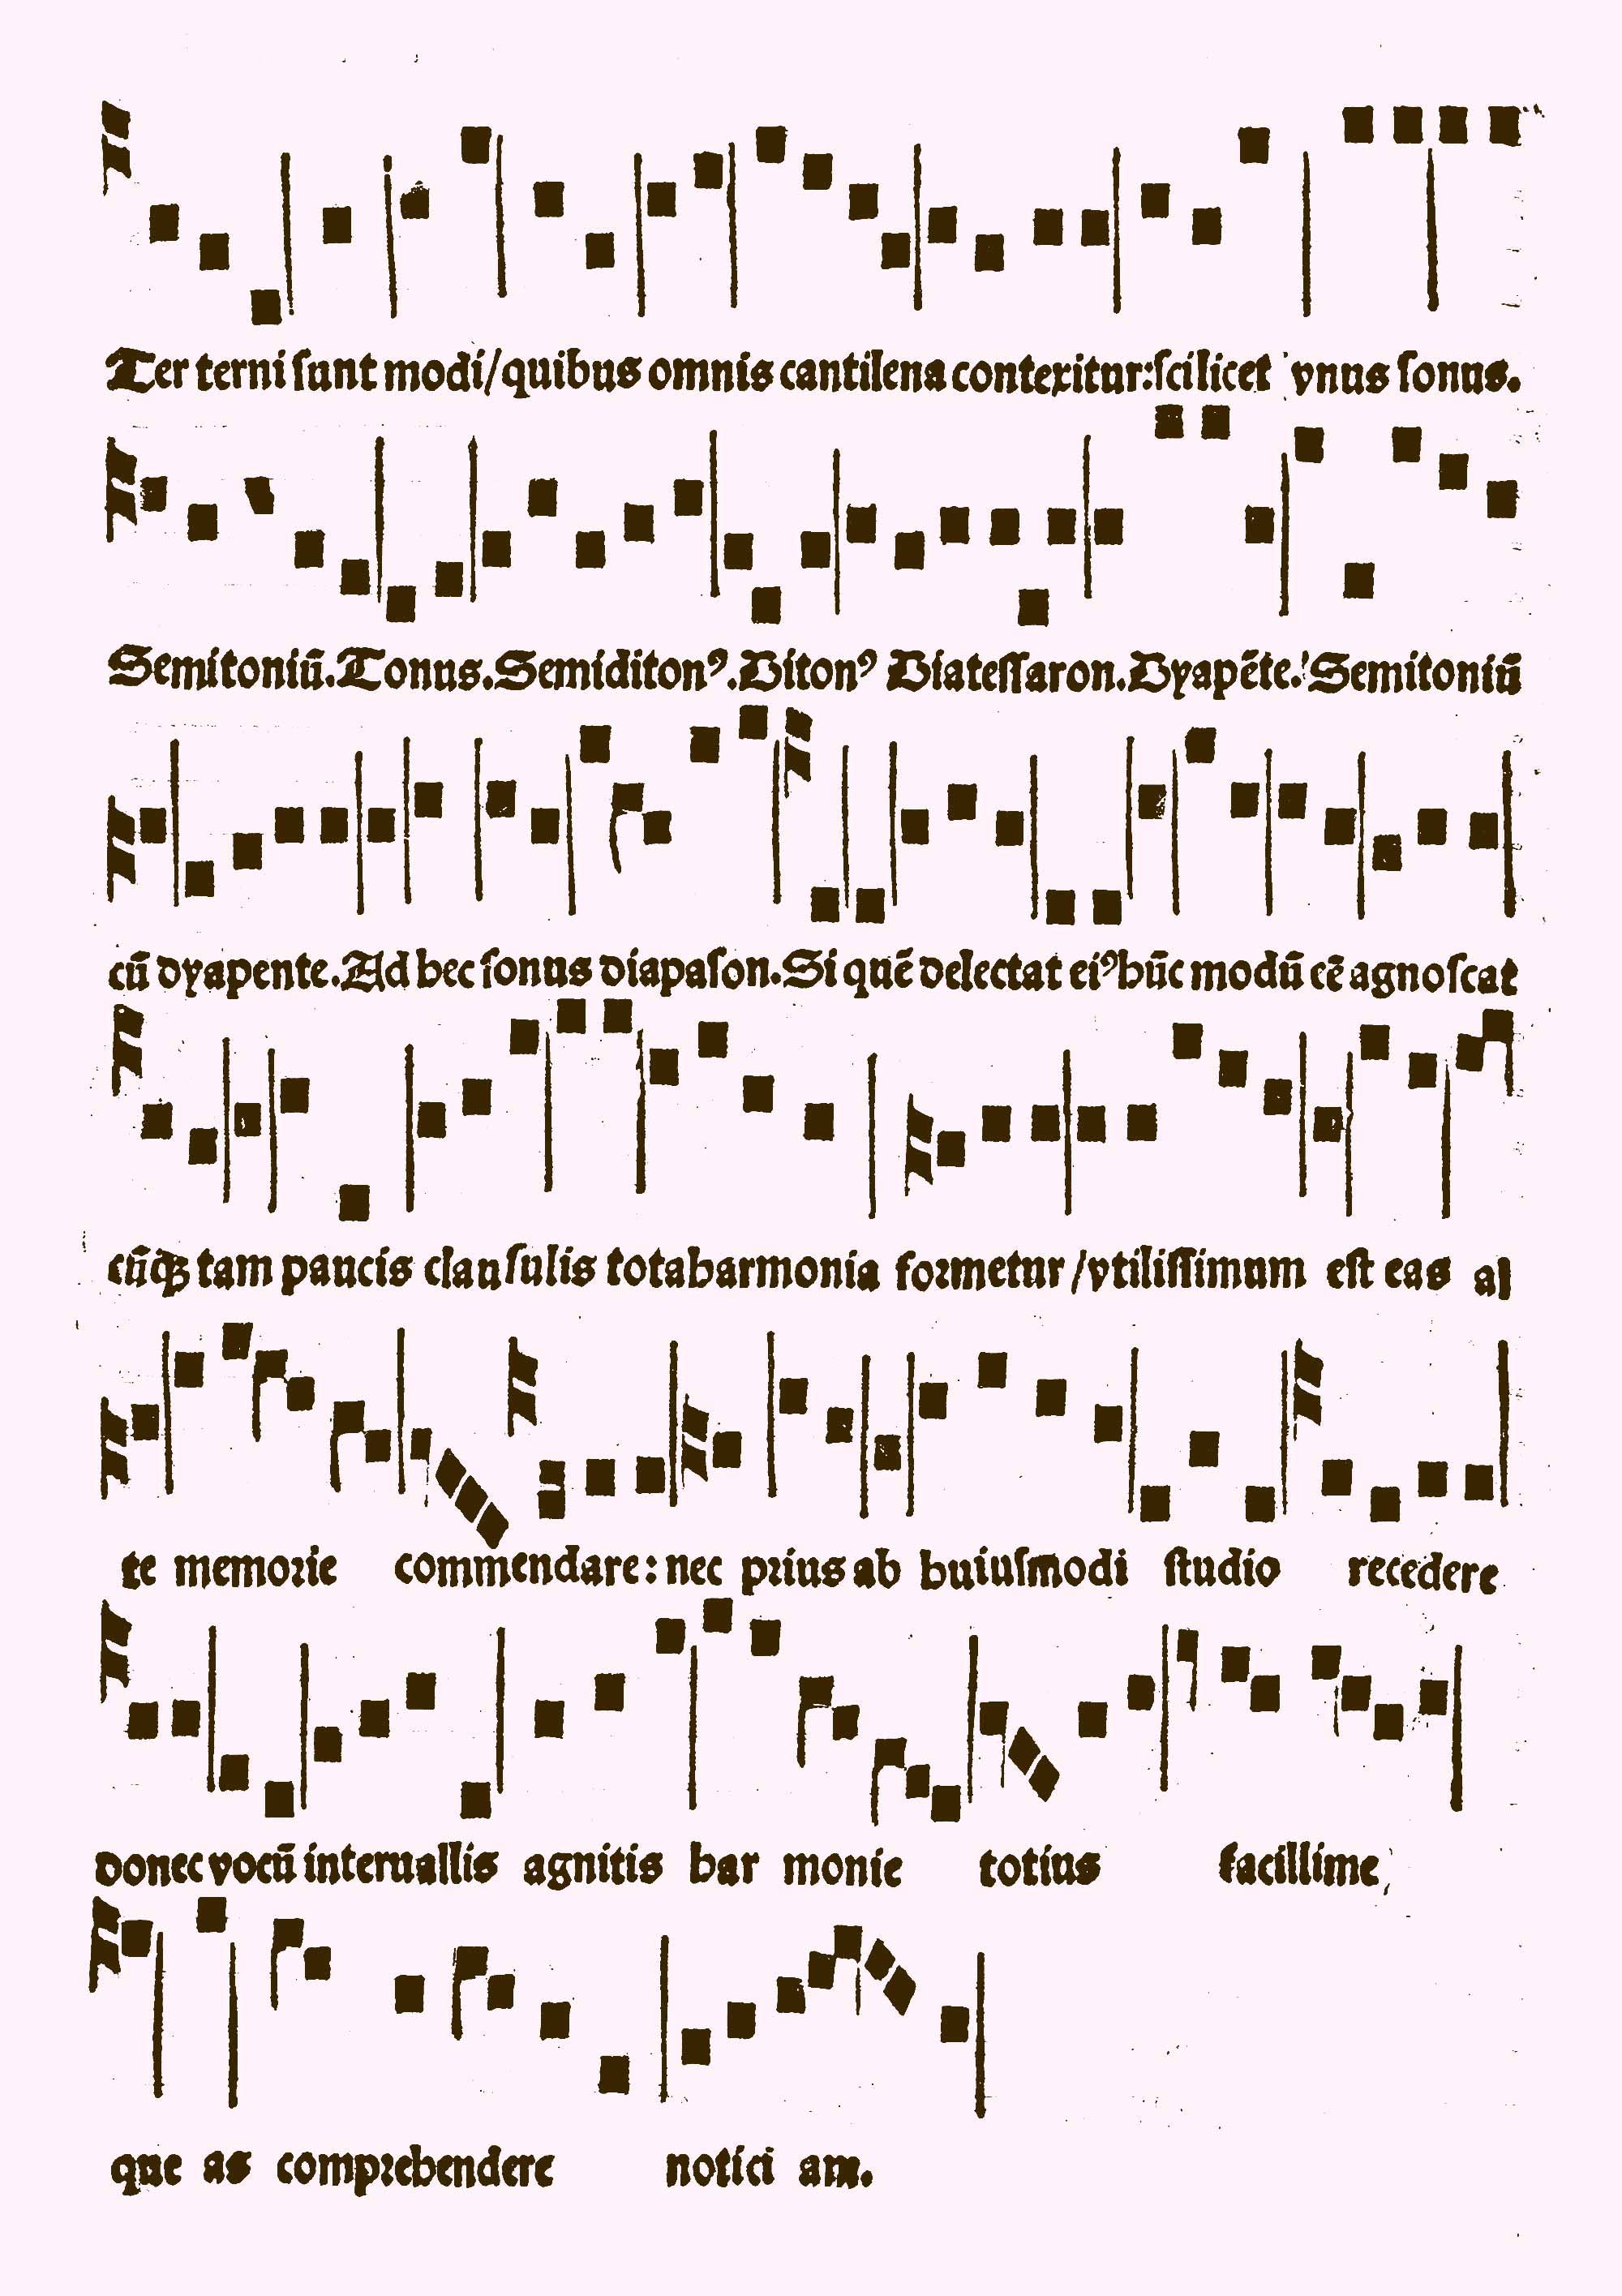 Ter terni ſunt modi/quibus omnis cantilena contexitur:ſcilicet vnus ſonus.
Semitoniū.Tonus.Semiditonꝰ.Ditonꝰ Diateſſaron.Dyapēte.Semitoniū
cū dyapente.Ad hec ſonus diapaſon.Si quē delectat eiꝰ hūc modū eē agnoſcat
cūqꝫ tam paucis clauſulis tota harmonia formetur/vtiliſſimum eſt eas al
te memorie commendare: nec prius ab huiuſmodi ſtudio recedere
donec vocū interuallis agnitis har monie totius facillime
que as comprehendere notici am.